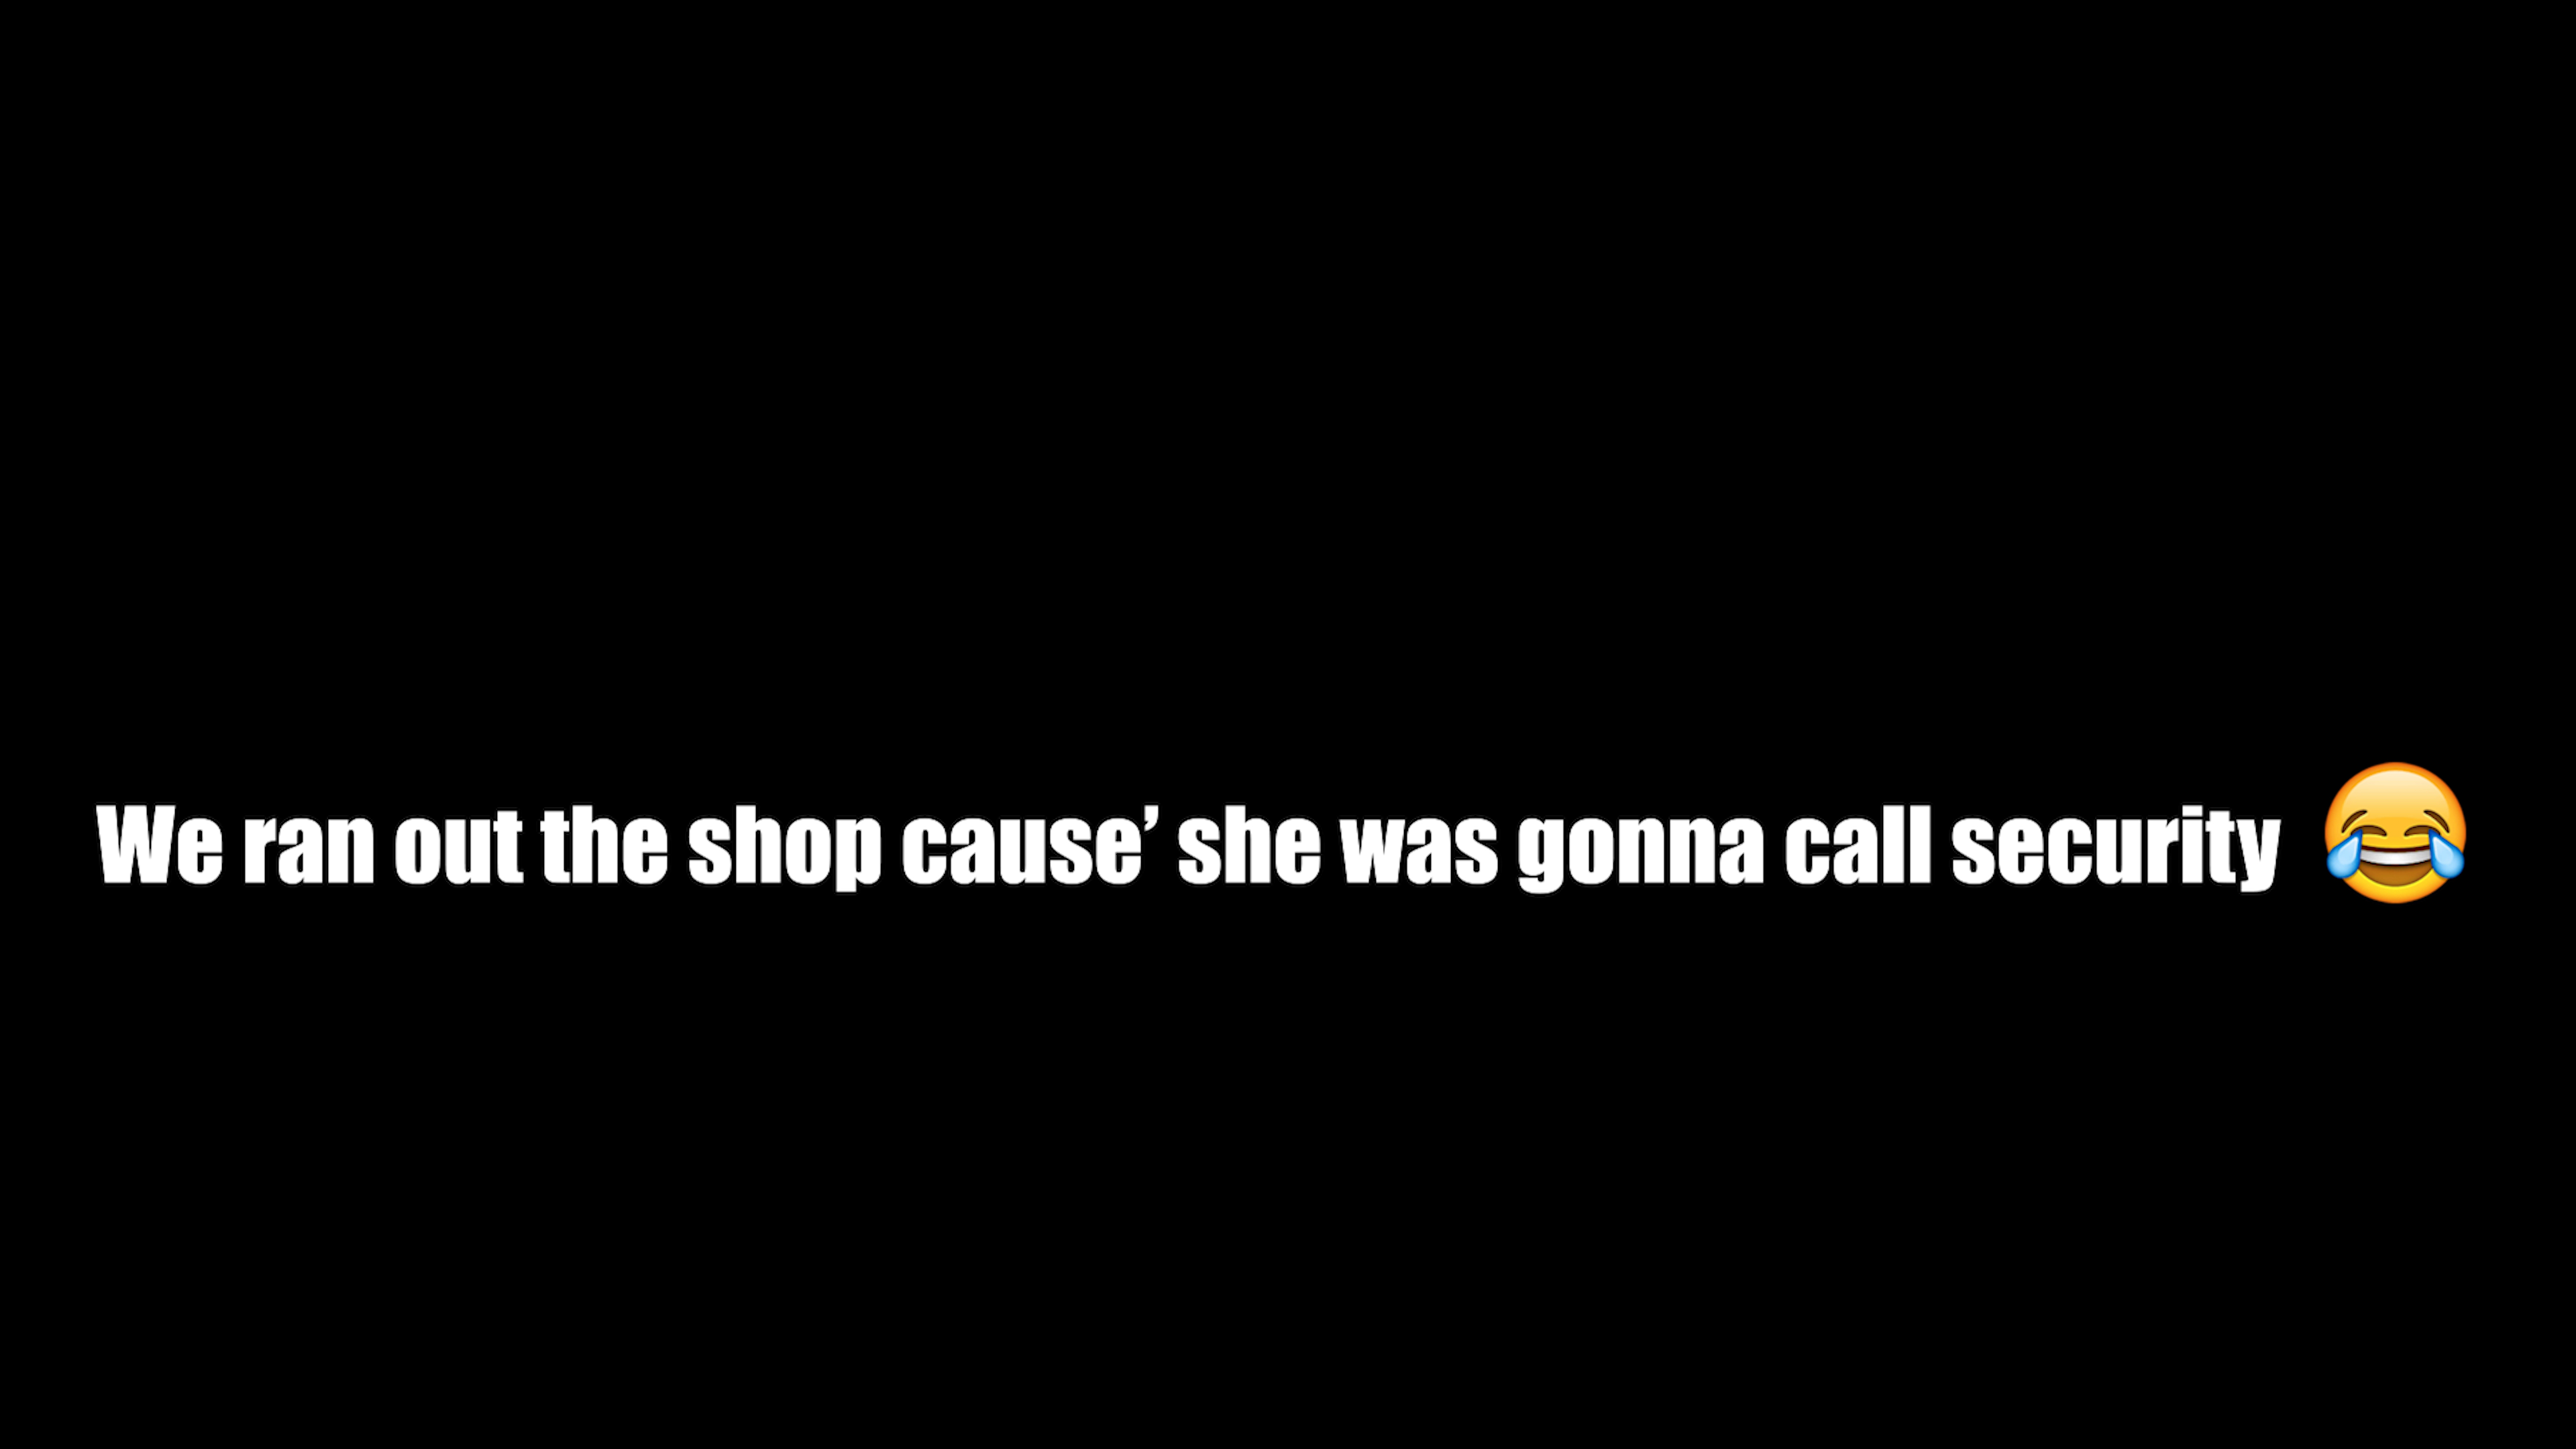 We ran out the shop cause’ she was gonna call security 😂